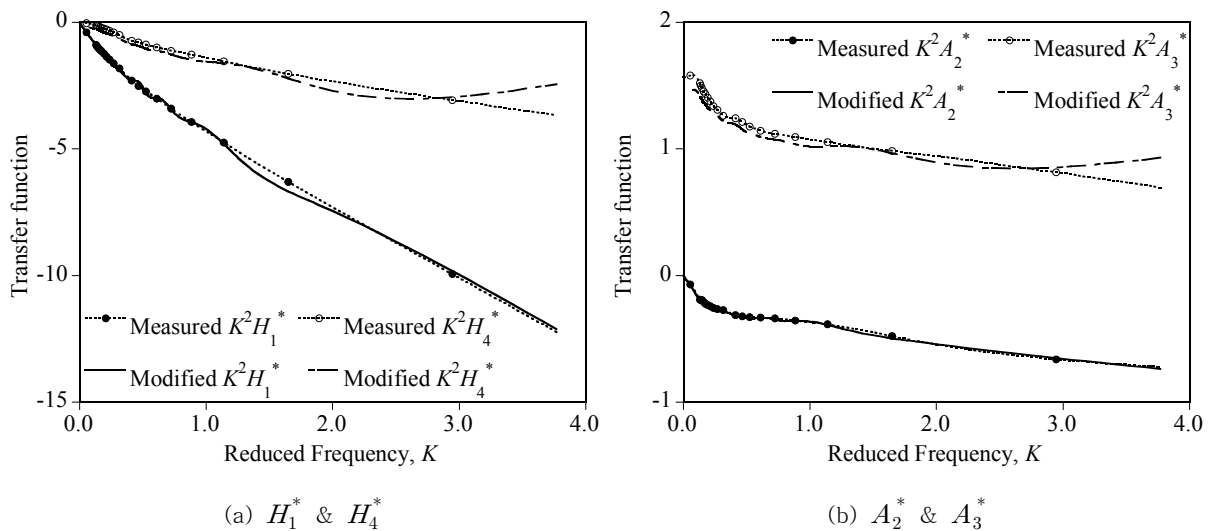 0
-5
-10
-15
Transfer function
Measured K²H₁*
Measured K²H₄*
Modified K²H₁*
Modified K²H₄*
0.0 1.0 2.0 3.0 4.0
Reduced Frequency, K
(a) H₁* & H₄*
2
1
0
-1
Transfer function
Measured K²A₂*
Measured K²A₃*
Modified K²A₂*
Modified K²A₃*
0.0 1.0 2.0 3.0 4.0
Reduced Frequency, K
(b) A₂* & A₃*